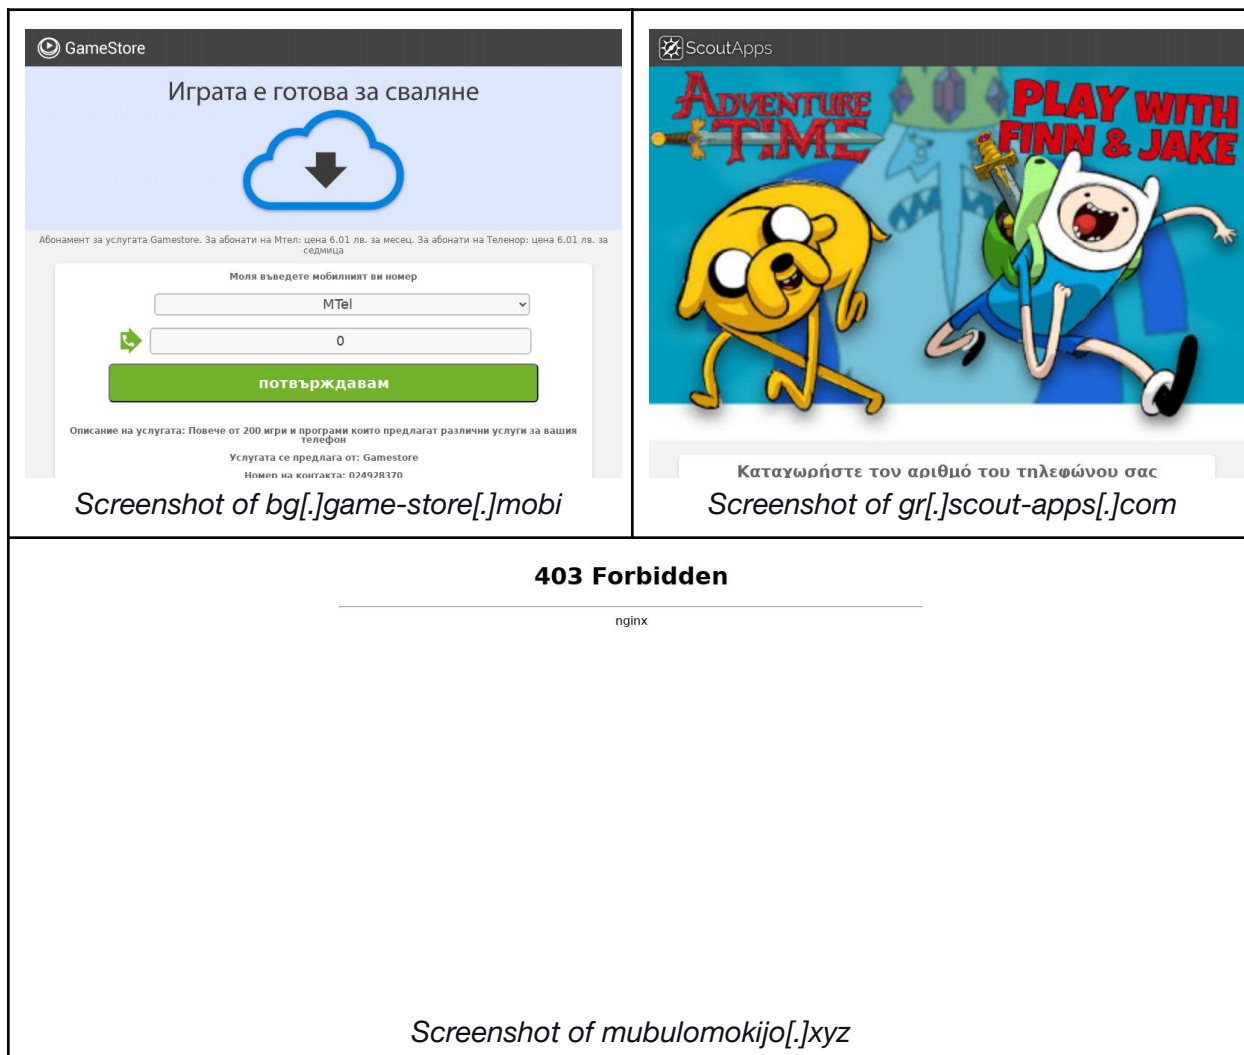 GameStore
Играта е готова за сваляне
Абонамент за услугата Gamestore. За абонати на Мтел: цена 6.01 лв. за месец. За абонати на Теленор: цена 6.01 лв. за
седмица
Моля въведете мобилният ви номер
MTel
0
потвърждавам
Описание на услугата: Повече от 200 игри и програми които предлагат различни услуги за вашия
телефон
Услугата се предлага от: Gamestore
Номер на контакта: 024928370
Screenshot of bg[.]game-store[.]mobi
ScoutApps
ADVENTURE
TIME
PLAY WITH
FINN & JAKE
Καταχωρήστε τον αριθμό του τηλεφώνου σας
Screenshot of gr[.]scout-apps[.]com
403 Forbidden
nginx
Screenshot of mubulomokijo[.]xyz